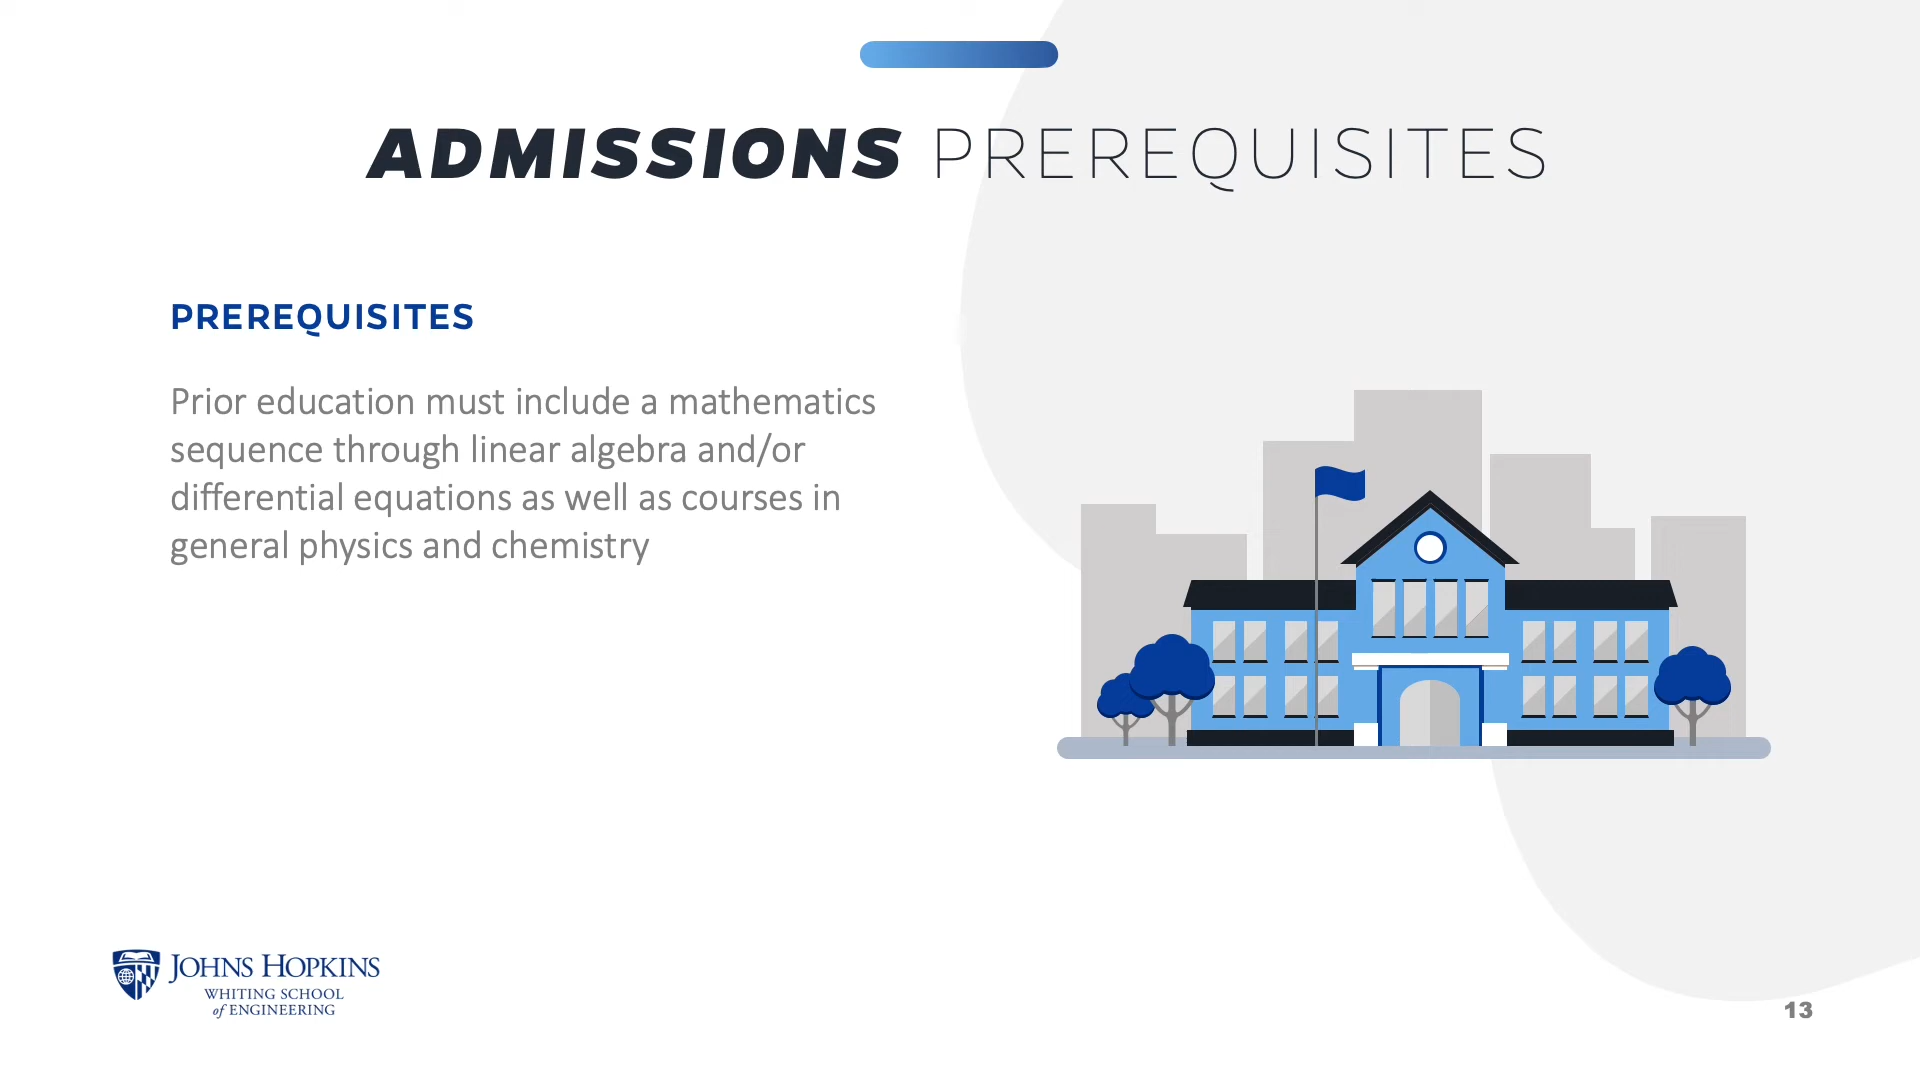 ADMISSIONS PREREQUISITES
PREREQUISITES
Prior education must include a mathematics
sequence through linear algebra and/or
differential equations as well as courses in
general physics and chemistry
JOHNS HOPKINS
WHITING SCHOOL
of ENGINEERING
13